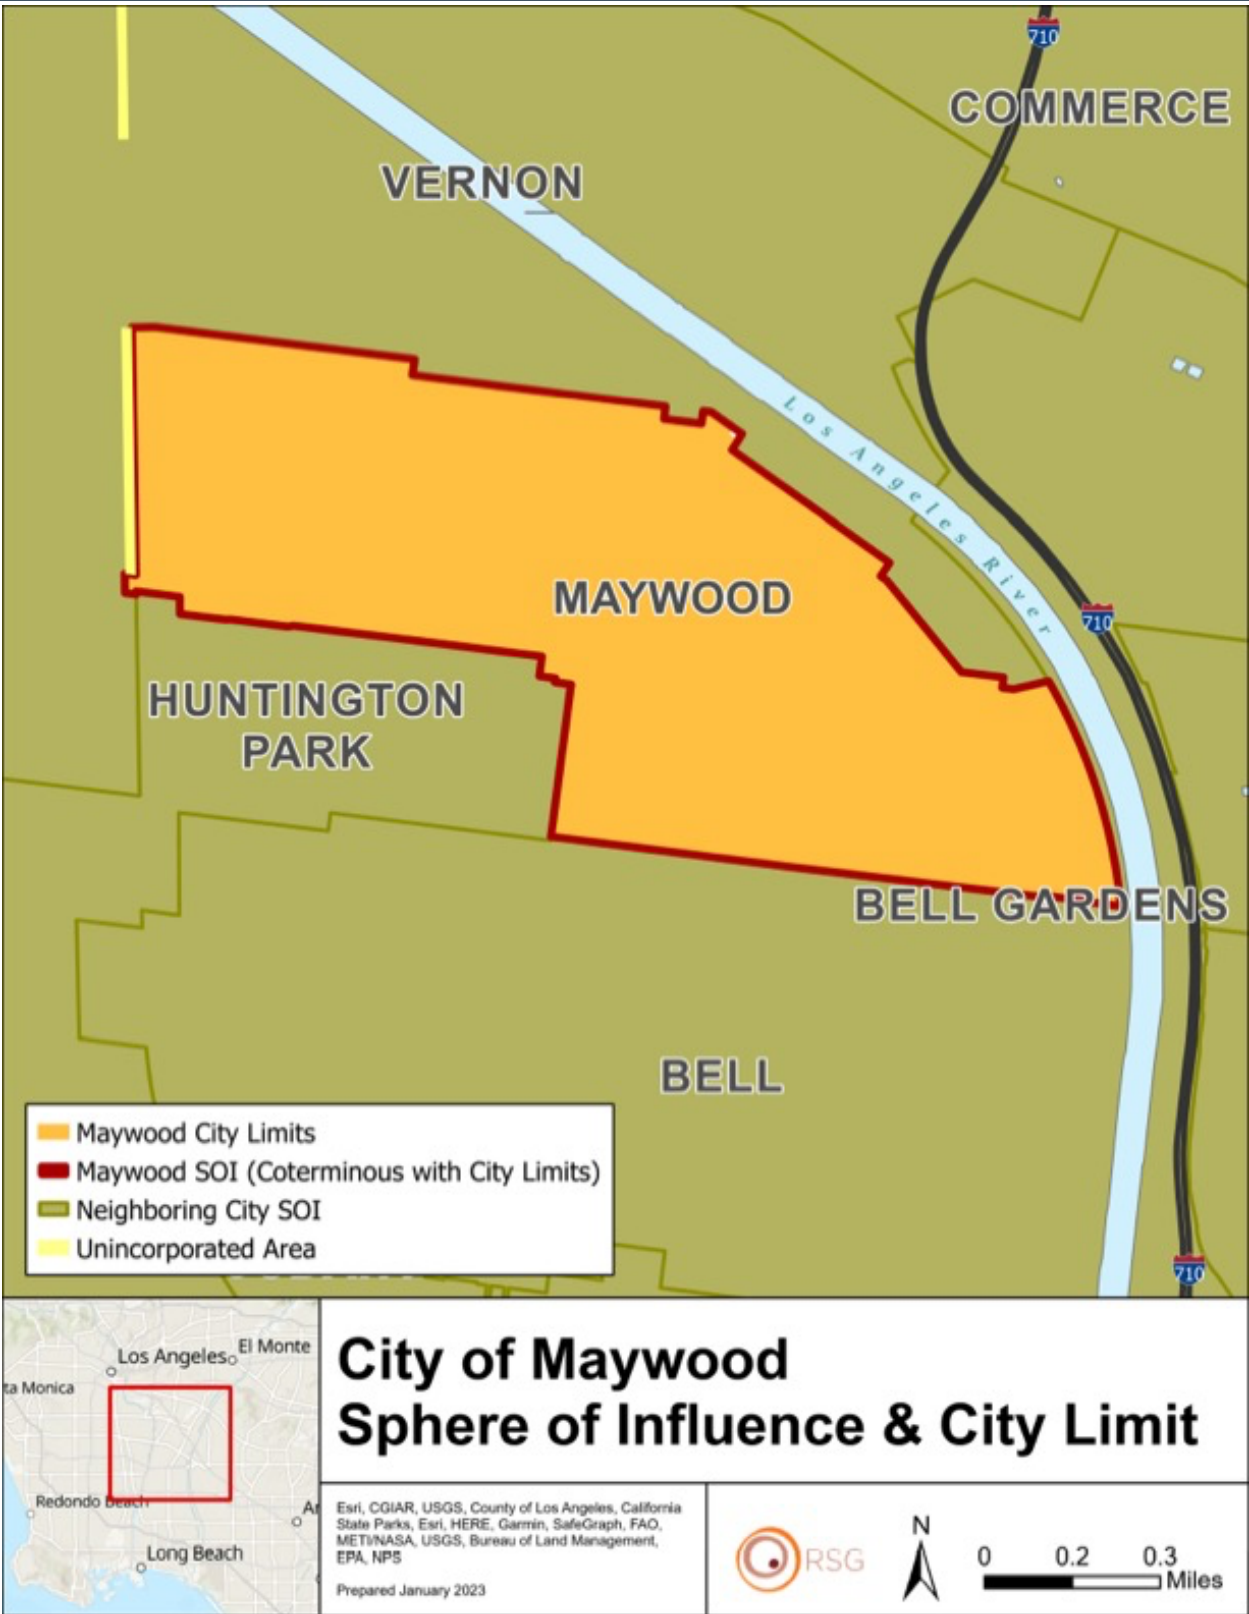 710
COMMERCE
VERNON
Los Angeles River
MAYWOOD
710
HUNTINGTON
PARK
BELL GARDENS
BELL
Maywood City Limits
Maywood SOI (Coterminous with City Limits)
Neighboring City SOI
Unincorporated Area
710
Los Angeles
El Monte
ta Monica
Redondo Beach
Long Beach
City of Maywood
Sphere of Influence & City Limit
Esri, CGIAR, USGS, County of Los Angeles, California
State Parks, Esri, HERE, Garmin, SafeGraph, FAO,
METI/NASA, USGS, Bureau of Land Management,
EPA, NPS
Prepared January 2023
RSG
N
0 0.2 0.3
Miles